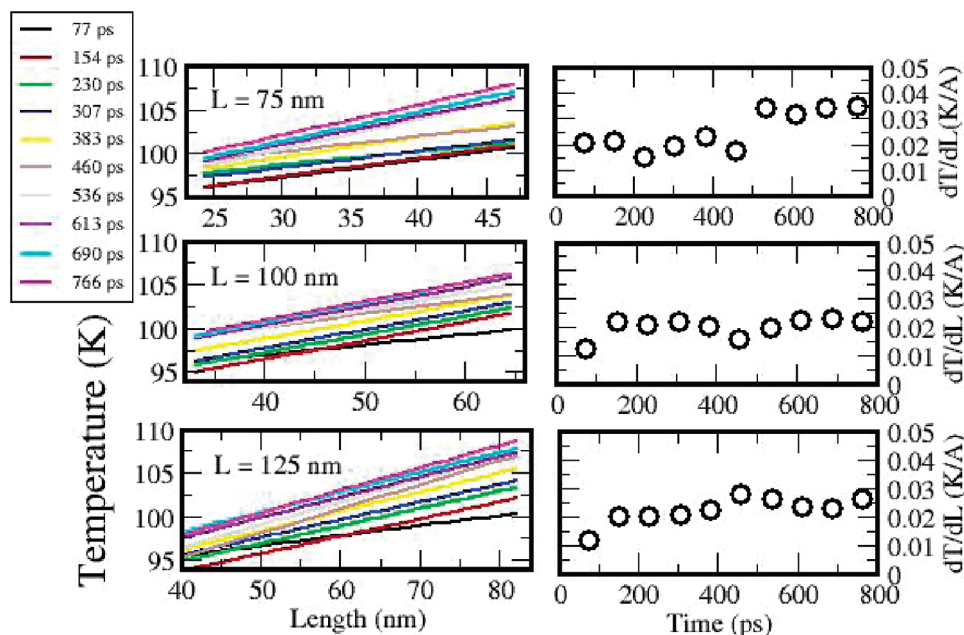 77 ps
154 ps
230 ps
307 ps
383 ps
460 ps
536 ps
613 ps
690 ps
766 ps
Temperature (K)
L = 75 nm
110
105
100
95
25 30 35 40 45
0.05
0.04
0.03
0.02
0.01
0
dT/dL(K/A)
0 200 400 600 800
L = 100 nm
110
105
100
95
40 50 60
0.05
0.04
0.03
0.02
0.01
0
dT/dL (K/A)
0 200 400 600 800
L = 125 nm
110
105
100
95
40 50 60 70 80
Length (nm)
0.05
0.04
0.03
0.02
0.01
0
dT/dL (K/A)
0 200 400 600 800
Time (ps)